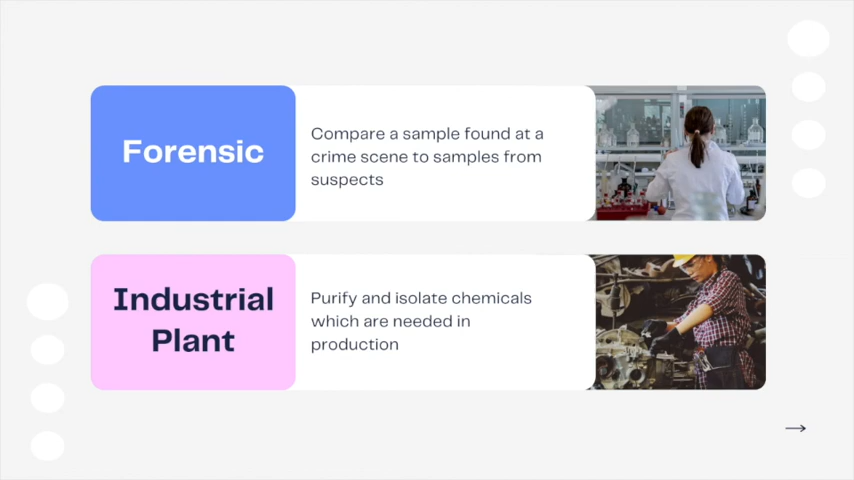 Forensic
Compare a sample found at a
crime scene to samples from
suspects
Industrial
Plant
Purify and isolate chemicals
which are needed in
production